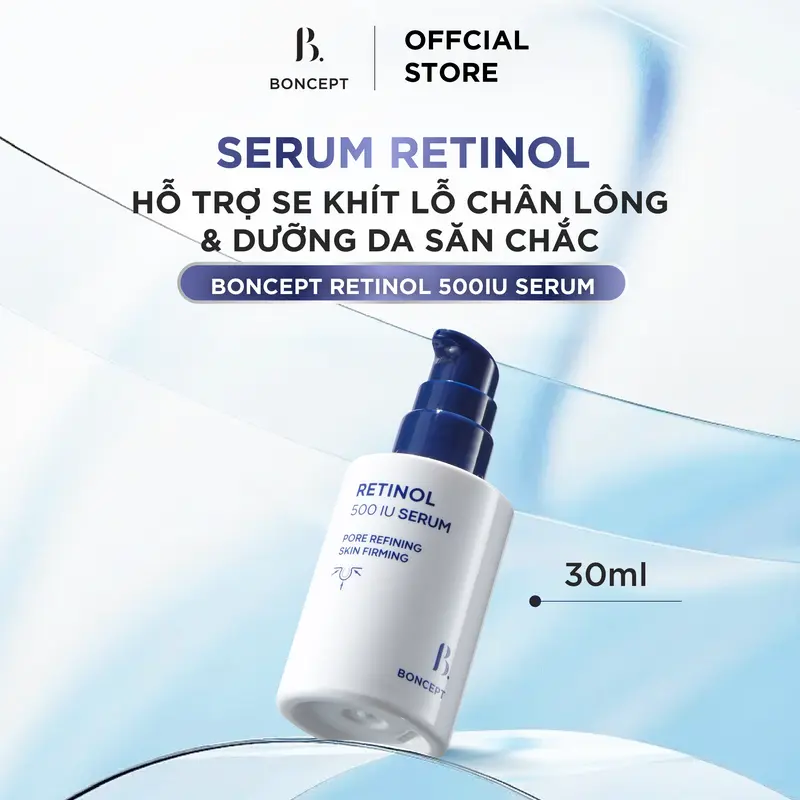 B.
BONCEPT
OFFCIAL
STORE
SERUM RETINOL
HỖ TRỢ SE KHÍT LỖ CHÂN LÔNG
& DƯỠNG DA SĂN CHẮC
BONCEPT RETINOL 500IU SERUM
RETINOL
500 IU SERUM
PORE REFINING
SKIN FIRMING
30ml
B.
BONCEPT